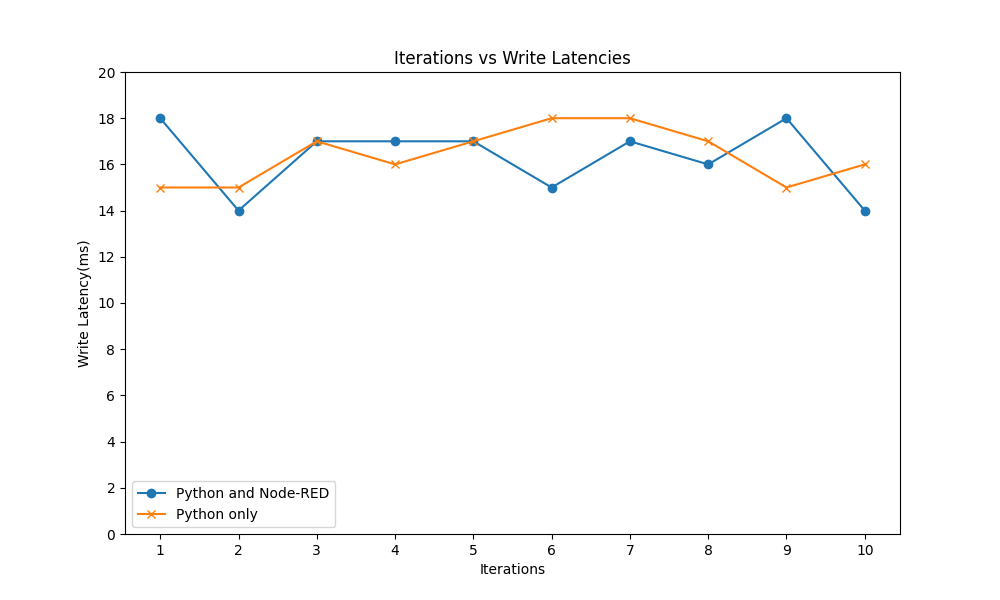 Iterations vs Write Latencies
20
18
16
14
12
10
8
6
4
2
0
Write Latency(ms)
Python and Node-RED
Python only
1 2 3 4 5 6 7 8 9 10
Iterations